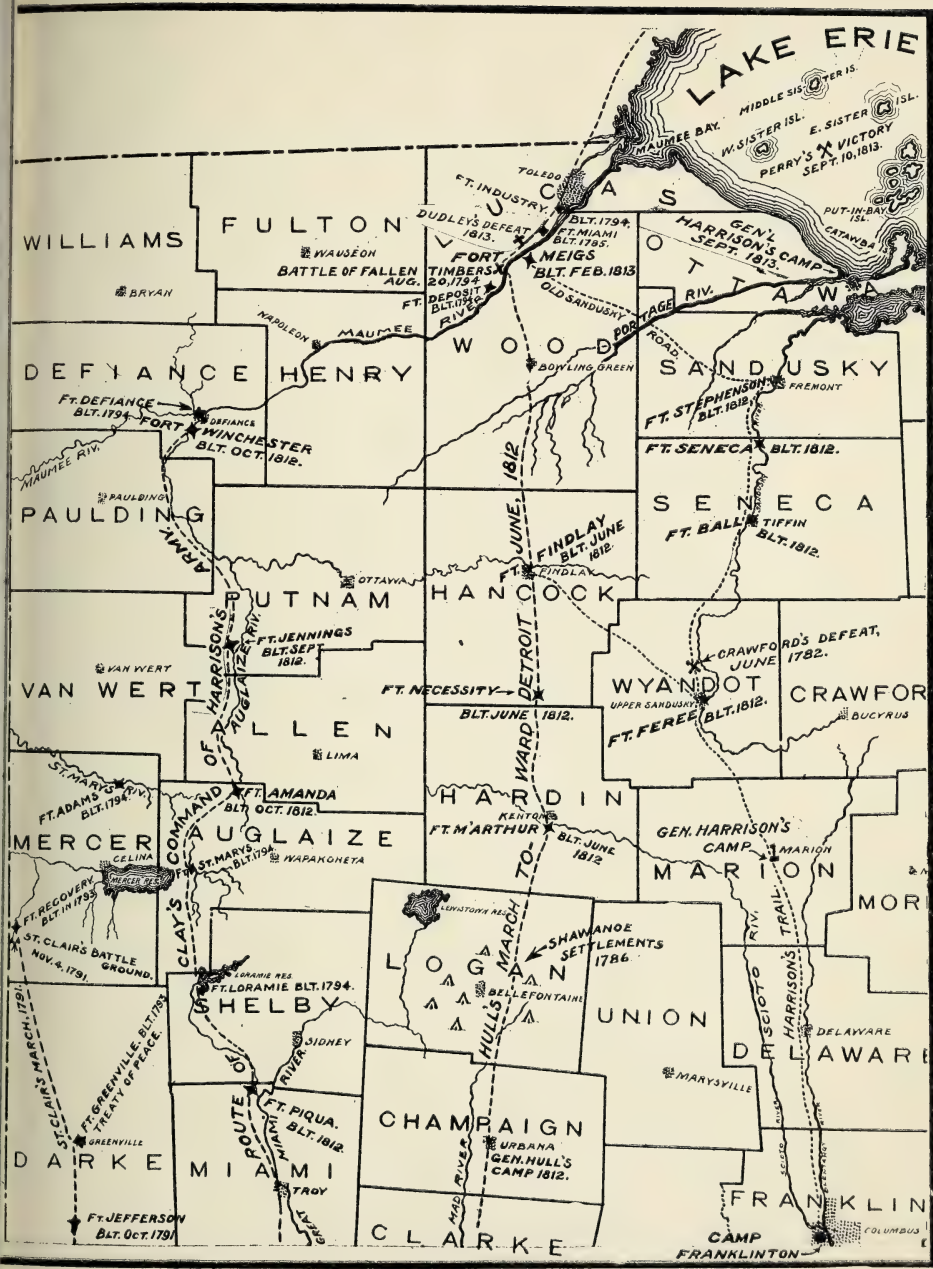 LAKE ERIE
MIDDLE SISTER IS.
E. SISTER ISL.
W. SISTER ISL.
PERRY'S VICTORY
SEPT. 10, 1813.
MAUMEE BAY.
PUT-IN-BAY
ISL.
CATAWBA IS.
TOLEDO
FT. INDUSTRY
LUCAS
DUDLEY'S DEFEAT
1813.
BLT. 1794.
FT. MIAMI
BLT. 1785.
FORT MEIGS
BLT. FEB. 1813
GEN'L
HARRISON'S CAMP
SEPT. 1813.
OTTAWA
WILLIAMS
BRYAN
FULTON
WAUSEON
BATTLE OF FALLEN
TIMBERS
AUG. 20, 1794
FT. DEPOSIT
BLT. 1794
MAUMEE RIVER
NAPOLEON
OLD SANDUSKY ROAD
PORTAGE RIV.
WOOD
BOWLING GREEN
DEFIANCE
HENRY
SANDUSKY
FREMONT
FT. STEPHENSON
BLT. 1812.
FT. DEFIANCE
BLT. 1794
DEFIANCE
FORT WINCHESTER
BLT. OCT. 1812.
MAUMEE RIV.
FT. SENECA BLT. 1812.
PAULDING
PAULDING
SENECA
FT. BALL
TIFFIN
BLT. 1812.
FT. FINDLAY
BLT. JUNE
1812.
FINDLAY
HANCOCK
OTTAWA
PUTNAM
FT. JENNINGS
BLT. SEPT.
1812.
AUGLAIZE RIV.
CRAWFORD'S DEFEAT,
JUNE 1782.
VAN WERT
VAN WERT
FT. NECESSITY
BLT. JUNE 1812.
WYANDOT
UPPER SANDUSKY
FT. FEREE BLT. 1812.
CRAWFOR
BUCYRUS
ALLEN
LIMA
ST. MARYS RIV.
FT. ADAMS
BLT. 1794.
FT. AMANDA
BLT. OCT. 1812.
HARDIN
KENTON
FT. M'ARTHUR
BLT. JUNE
1812
MERCER
CELINA
MERCER RES.
AUGLAIZE
FT. ST. MARYS
BLT. 1794.
WAPAKONETA
GEN. HARRISON'S
CAMP
MARION
MARION
MORI
FT. RECOVERY
BLT IN 1793
ST. CLAIR'S BATTLE
GROUND.
NOV. 4, 1791.
LEWISTOWN RES.
SHAWANOE
SETTLEMENTS
1786.
LOGAN
BELLEFONTAINE
LORAMIE RES.
FT. LORAMIE BLT. 1794.
SHELBY
SIDNEY
UNION
MARYSVILLE
SCIOTO RIV.
HARRISON'S TRAIL
DELAWARE
DELAWARE
ST. CLAIR'S MARCH, 1791.
FT. GREENVILLE, BLT. 1793
TREATY OF PEACE.
GREENVILLE
DARKE
FT. JEFFERSON
BLT. OCT. 1791
FT. PIQUA.
BLT. 1812
MIAMI
TROY
GREAT MIAMI RIVER
ROUTE OF CLAY'S COMMAND OF HARRISON'S ARMY.
HULL'S MARCH TO-WARD DETROIT JUNE, 1812
CHAMPAIGN
URBANA
GEN. HULL'S
CAMP 1812.
MAD RIVER
CLARKE
SCIOTO RIVER
FRANKLIN
COLUMBUS
CAMP
FRANKLINTON